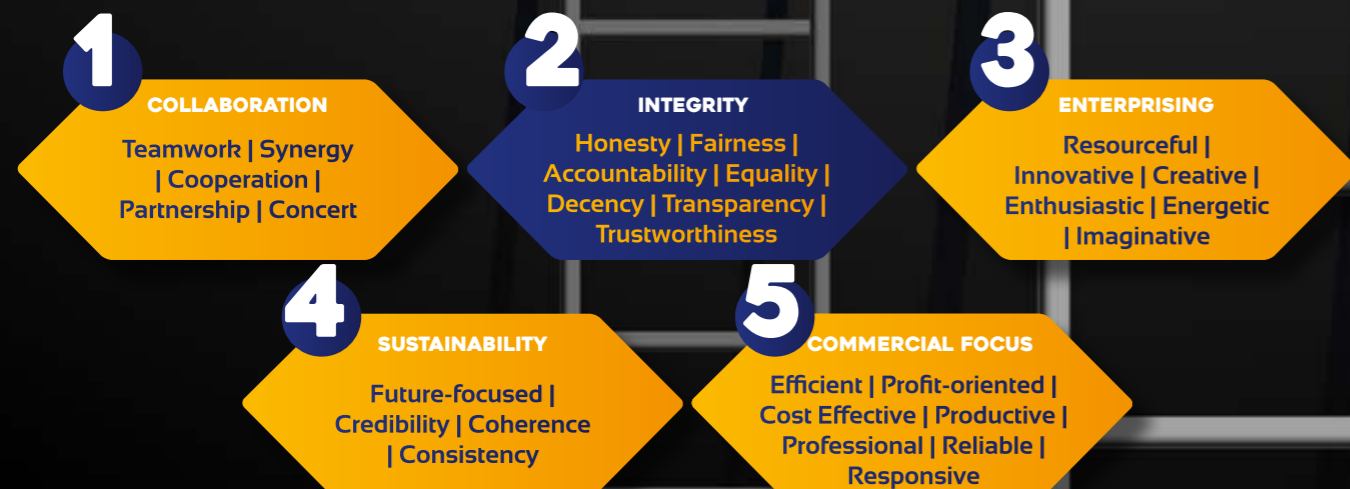 1
COLLABORATION
Teamwork | Synergy
| Cooperation |
Partnership | Concert
2
INTEGRITY
Honesty | Fairness |
Accountability | Equality |
Decency | Transparency |
Trustworthiness
3
ENTERPRISING
Resourceful |
Innovative | Creative |
Enthusiastic | Energetic
| Imaginative
4
SUSTAINABILITY
Future-focused |
Credibility | Coherence
| Consistency
5
COMMERCIAL FOCUS
Efficient | Profit-oriented |
Cost Effective | Productive |
Professional | Reliable |
Responsive